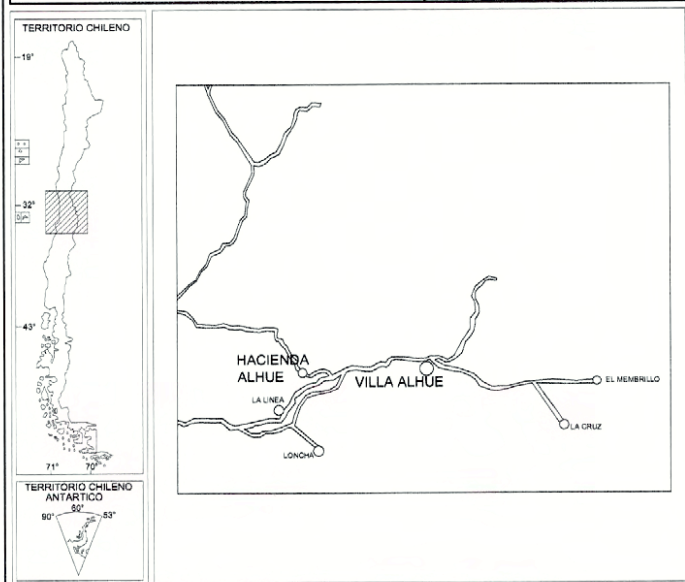 TERRITORIO CHILENO
19°
32°
43°
71° 70°
TERRITORIO CHILENO
ANTARTICO
90° 60° 53°
HACIENDA
ALHUE
VILLA ALHUE
LA LINEA
LONCHA
EL MEMBRILLO
LA CRUZ